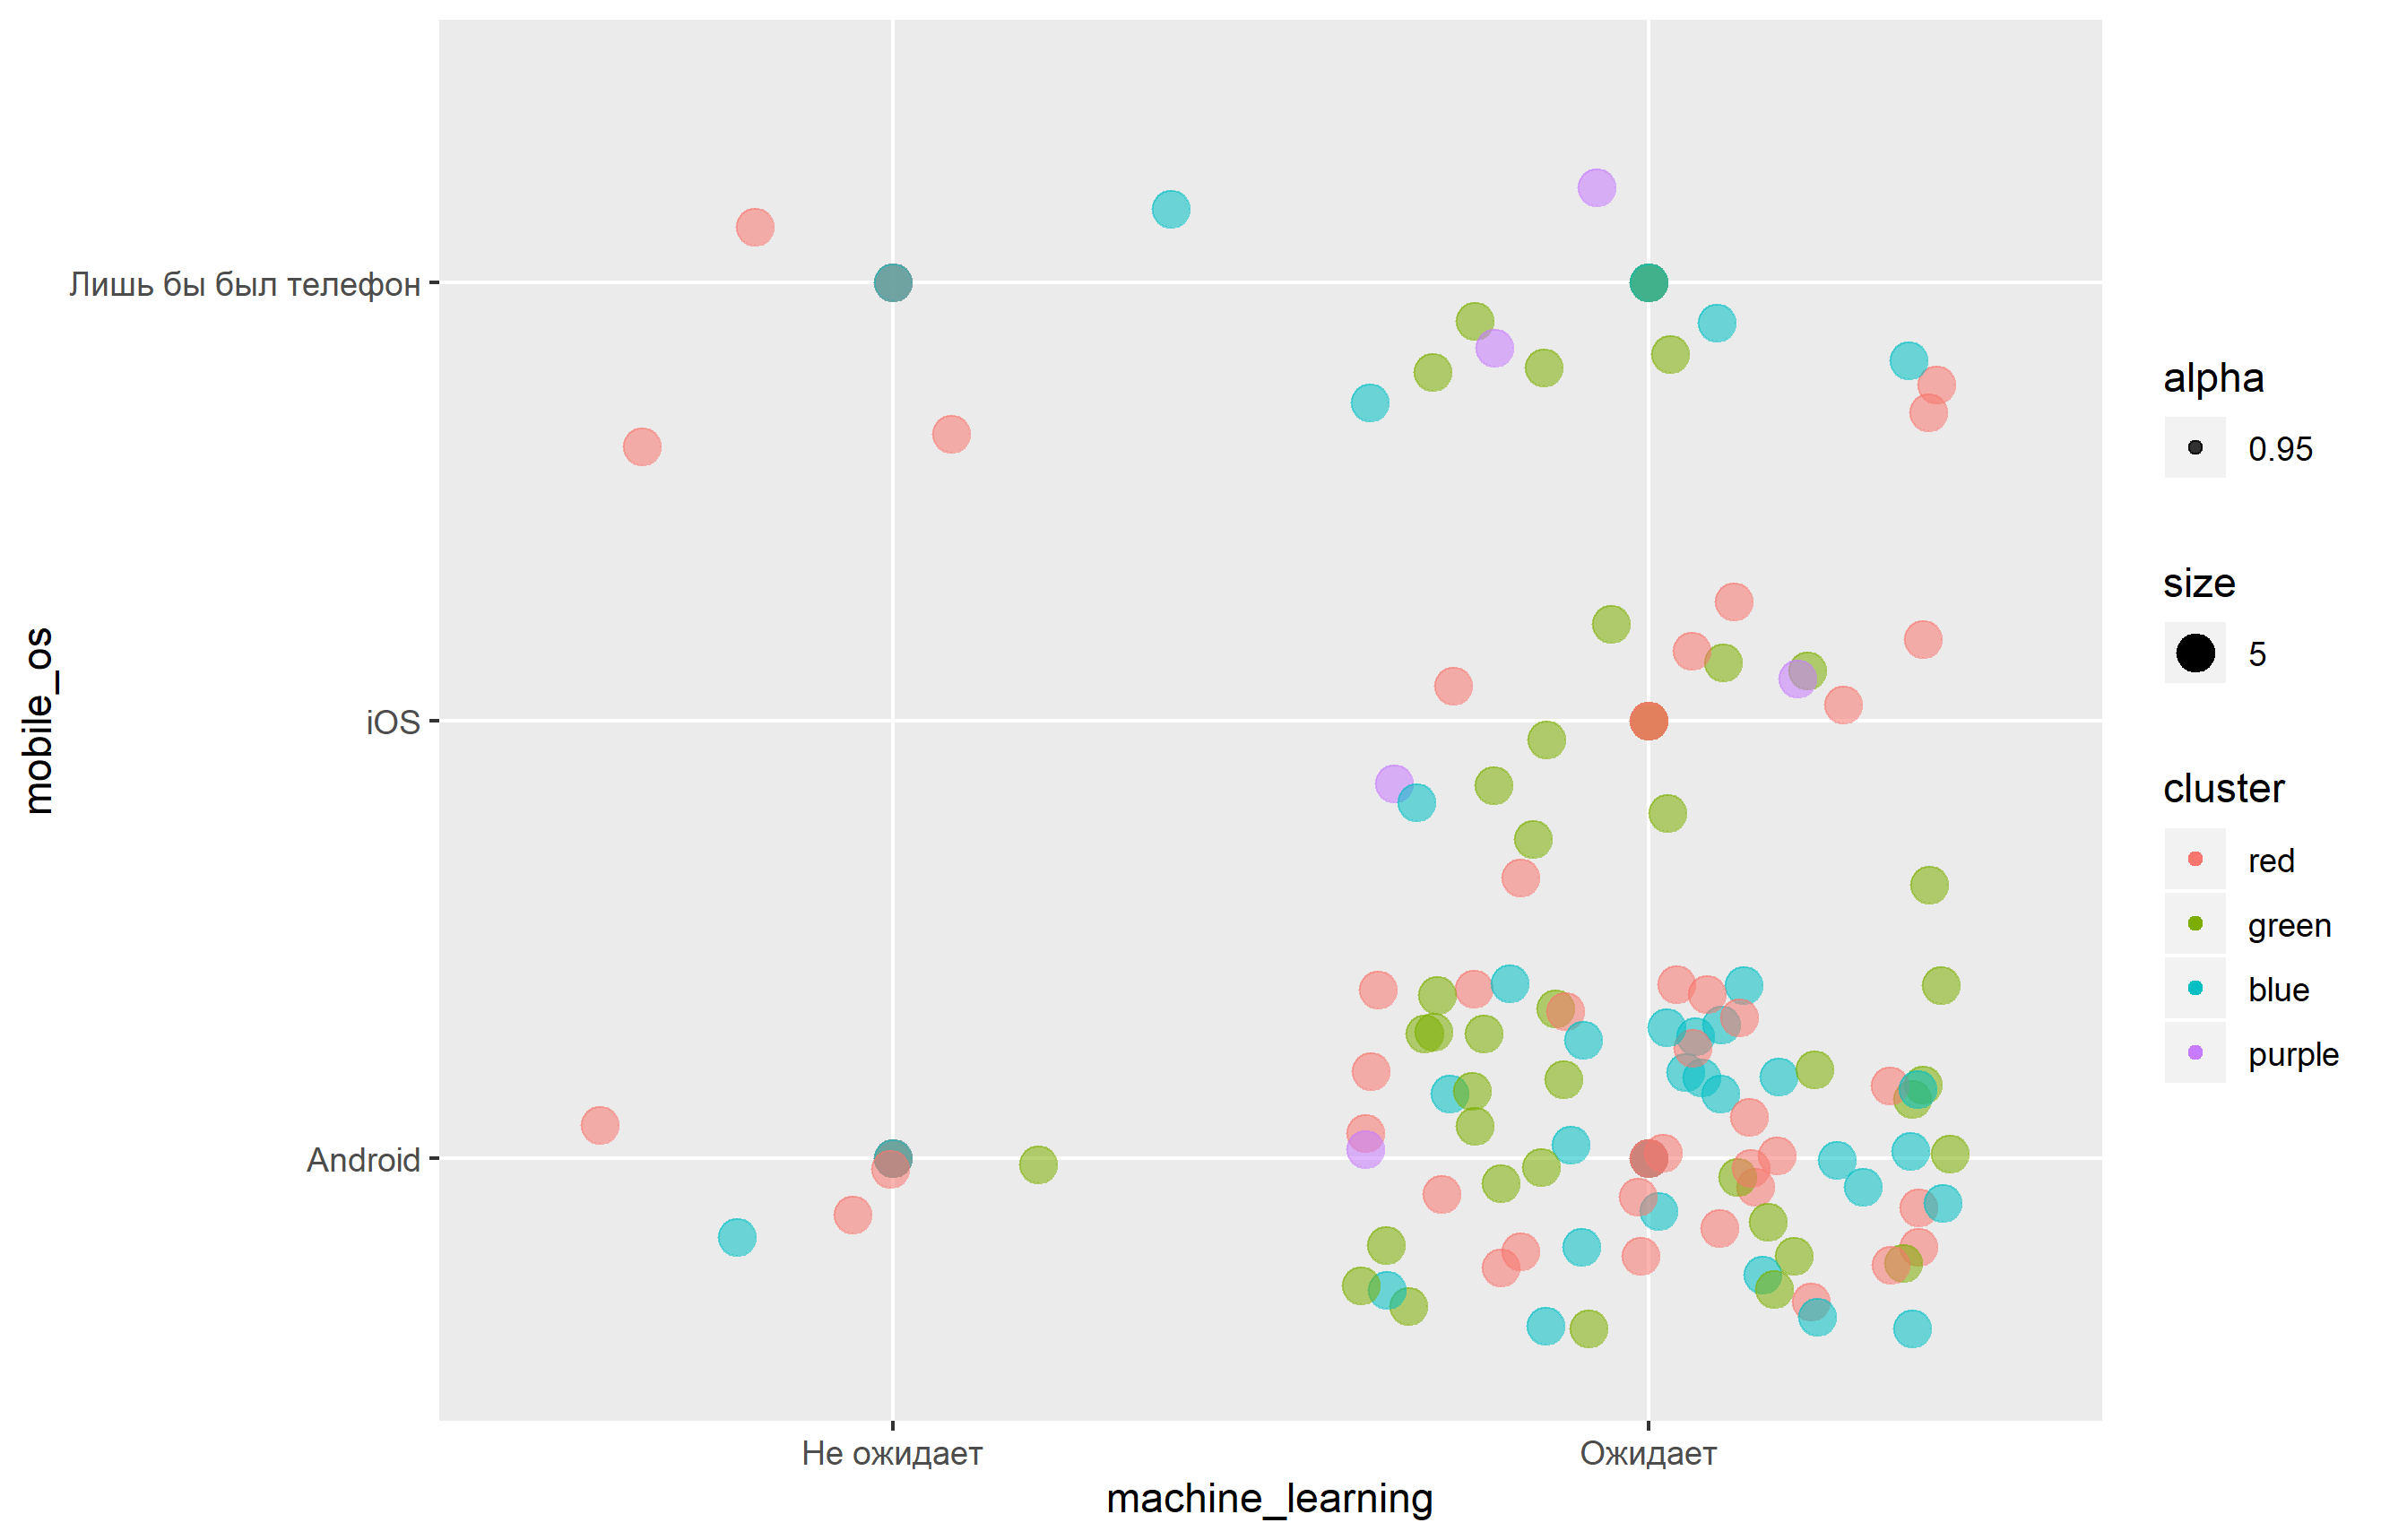 mobile_os
Лишь бы был телефон
iOS
Android
Не ожидает
Ожидает
machine_learning
alpha
0.95
size
5
cluster
red
green
blue
purple